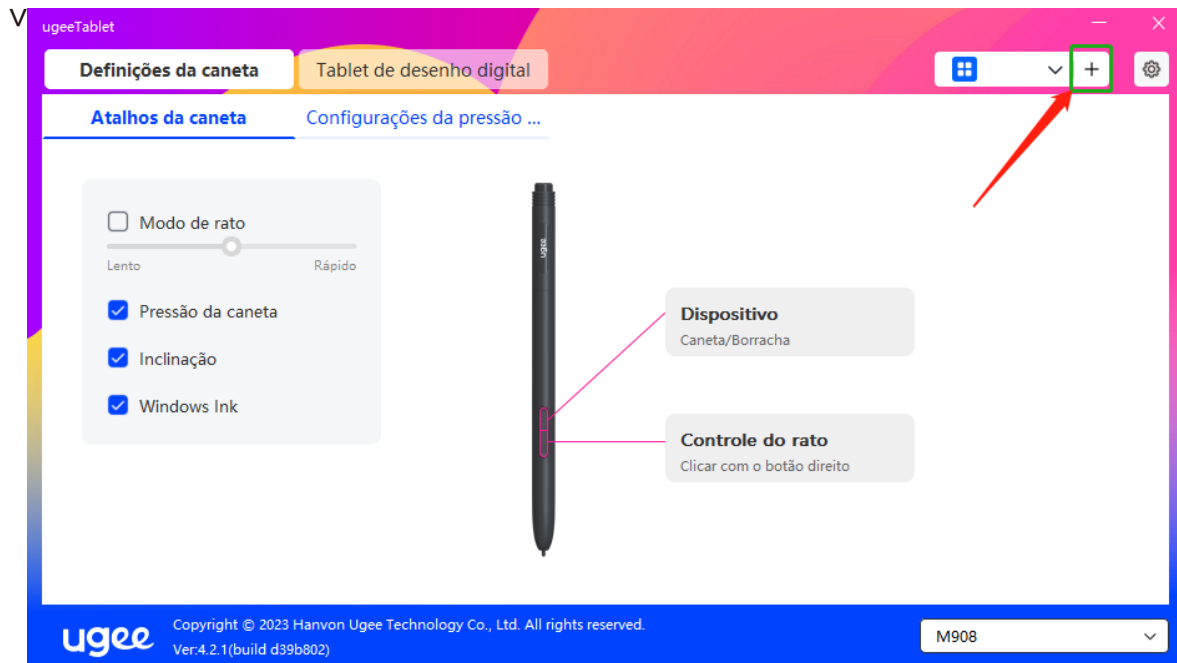 V
ugeeTablet
Definições da caneta
Tablet de desenho digital
Atalhos da caneta
Configurações da pressão ...
Modo de rato
Lento
Rápido
Pressão da caneta
Inclinação
Windows Ink
ugee
Dispositivo
Caneta/Borracha
Controle do rato
Clicar com o botão direito
ugee
Copyright © 2023 Hanvon Ugee Technology Co., Ltd. All rights reserved.
Ver:4.2.1(build d39b802)
M908